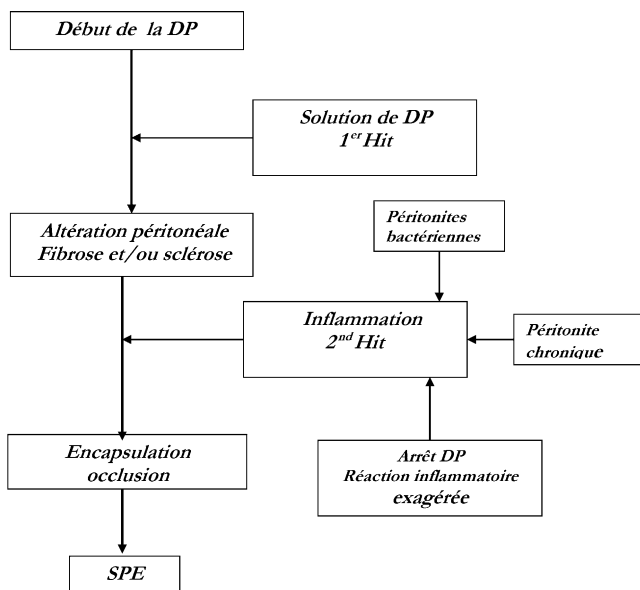 Début de la DP
Solution de DP
1er Hit
Altération péritonéale
Fibrose et/ou sclérose
Péritonites
bactériennes
Inflammation
2nd Hit
Péritonite
chronique
Encapsulation
occlusion
Arrêt DP
Réaction inflammatoire
exagérée
SPE